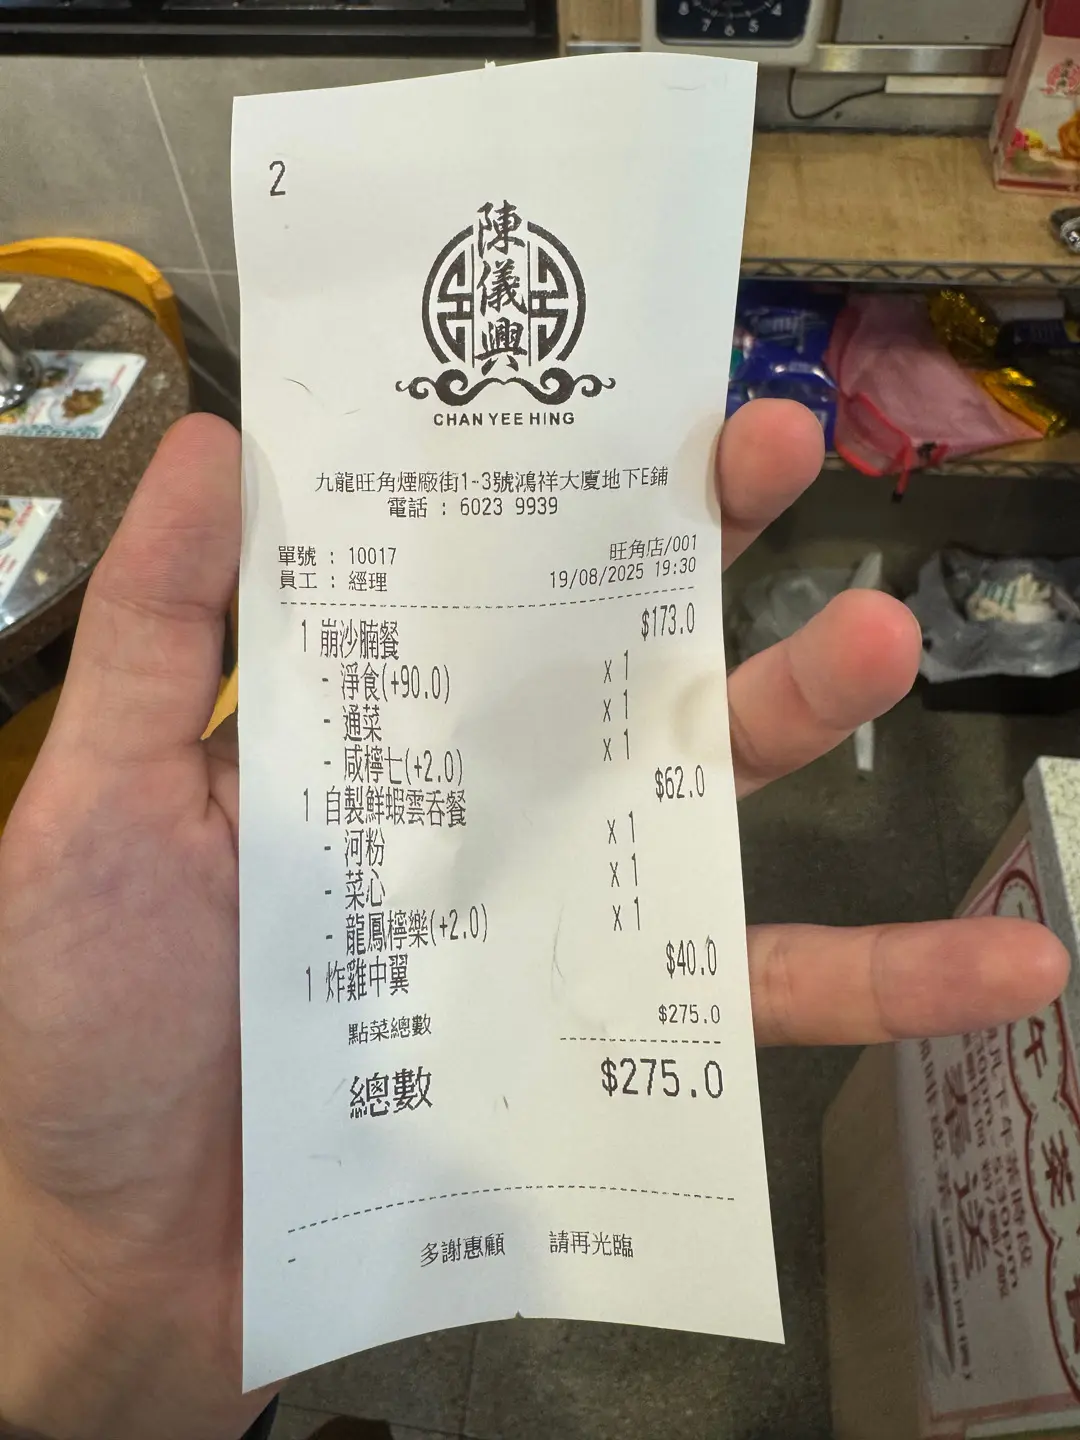 2
陳儀興
CHAN YEE HING
九龍旺角煙廠街1-3號鴻祥大廈地下E鋪
電話 : 6023 9939
單號 : 10017 旺角店/001
員工 : 經理 19/08/2025 19:30
1 崩沙腩餐 $173.0
- 淨食(+90.0) x 1
- 通菜 x 1
- 咸檸七(+2.0) x 1
1 自製鮮蝦雲吞餐 $62.0
- 河粉 x 1
- 菜心 x 1
- 龍鳳檸樂(+2.0) x 1
1 炸雞中翼 $40.0
點菜總數 $275.0
總數 $275.0
多謝惠顧 請再光臨
-
8 7 6 5 4